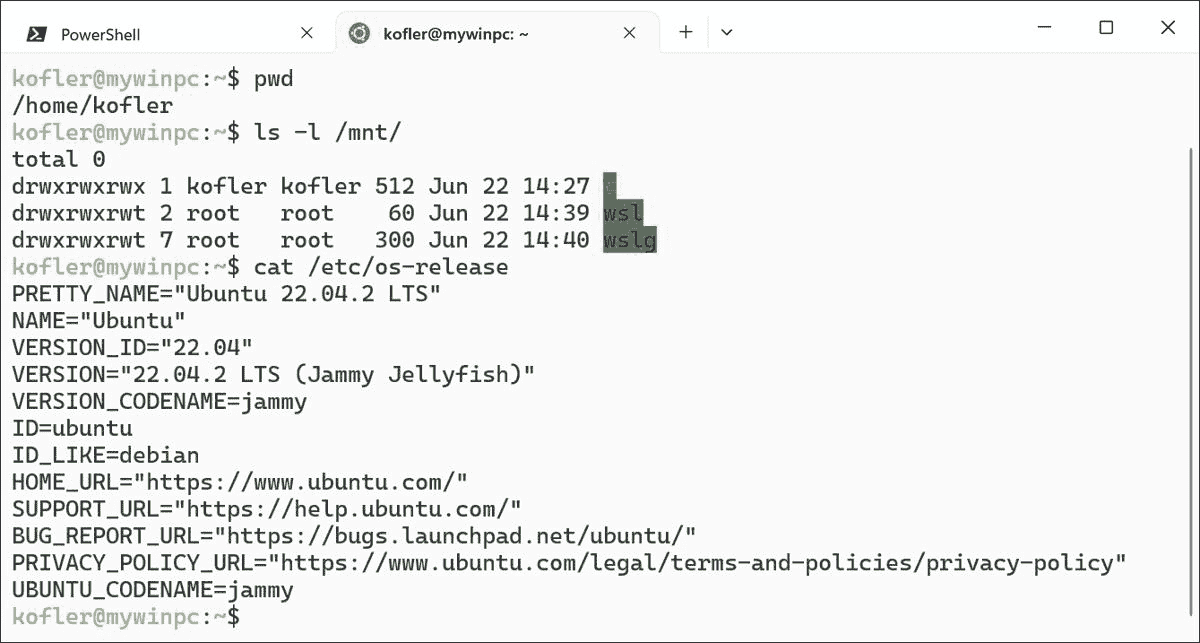 PowerShell
kofler@mywinpc: ~
kofler@mywinpc:~$ pwd
/home/kofler
kofler@mywinpc:~$ ls -l /mnt/
total 0
drwxrwxrwx 1 kofler kofler 512 Jun 22 14:27
drwxrwxrwt 2 root   root    60 Jun 22 14:39 wsl
drwxrwxrwt 7 root   root   300 Jun 22 14:40 wslg
kofler@mywinpc:~$ cat /etc/os-release
PRETTY_NAME="Ubuntu 22.04.2 LTS"
NAME="Ubuntu"
VERSION_ID="22.04"
VERSION="22.04.2 LTS (Jammy Jellyfish)"
VERSION_CODENAME=jammy
ID=ubuntu
ID_LIKE=debian
HOME_URL="https://www.ubuntu.com/"
SUPPORT_URL="https://help.ubuntu.com/"
BUG_REPORT_URL="https://bugs.launchpad.net/ubuntu/"
PRIVACY_POLICY_URL="https://www.ubuntu.com/legal/terms-and-policies/privacy-policy"
UBUNTU_CODENAME=jammy
kofler@mywinpc:~$